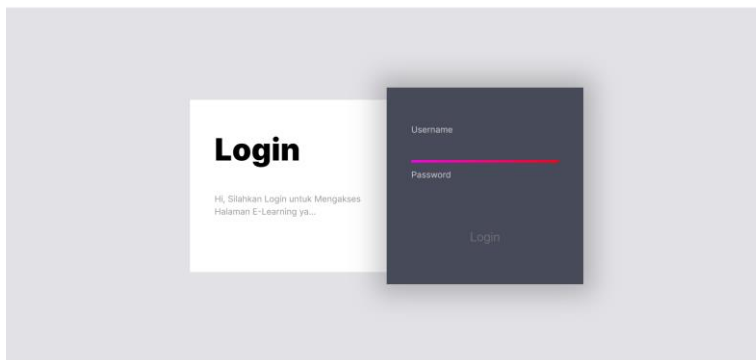 Login
Hi, Silahkan Login untuk Mengakses
Halaman E-Learning ya...
Username
Password
Login